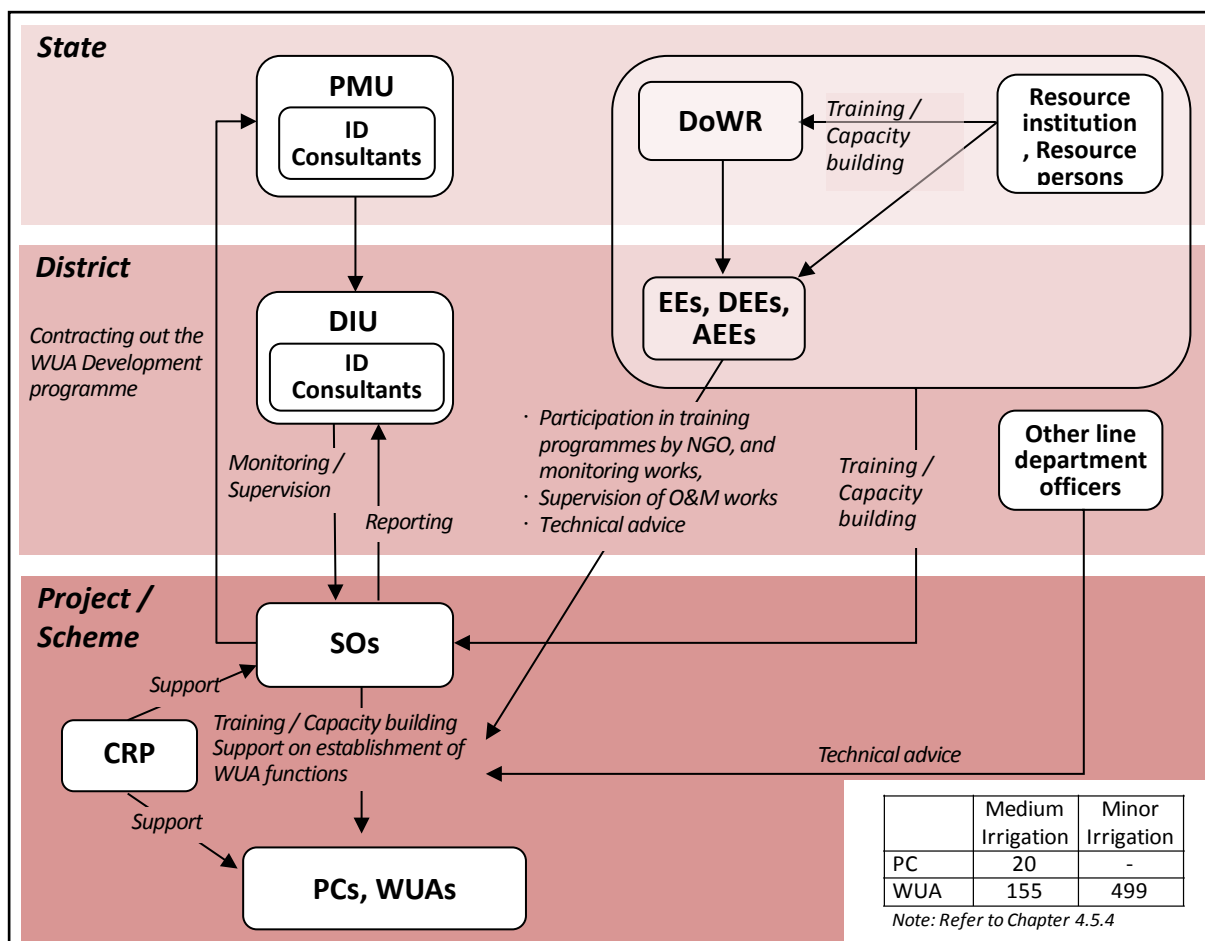 State
PMU
ID
Consultants
DoWR
Training /
Capacity
building
Resource
institution
, Resource
persons
District
Contracting out the
WUA Development
programme
DIU
ID
Consultants
EEs, DEEs,
AEEs
Monitoring /
Supervision
Reporting
· Participation in training
programmes by NGO, and
monitoring works,
· Supervision of O&M works
· Technical advice
Training /
Capacity
building
Other line
department
officers
Project /
Scheme
SOs
Support
CRP
Training / Capacity building
Support on establishment of
WUA functions
Support
Technical advice
PCs, WUAs
Medium Irrigation Minor Irrigation
PC 20 -
WUA 155 499
Note: Refer to Chapter 4.5.4